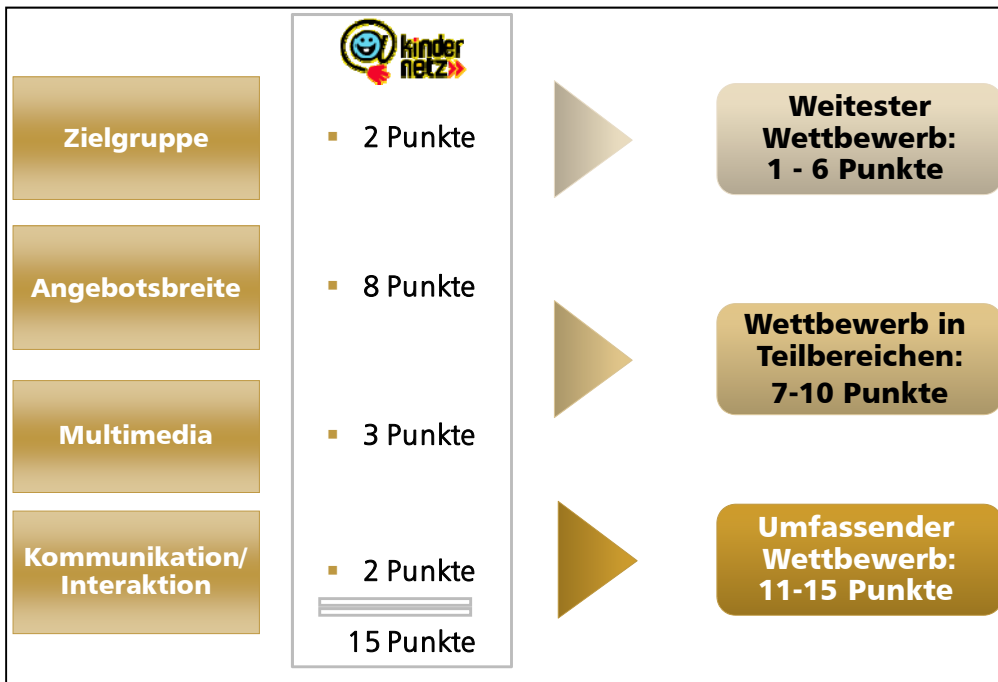 kinder
netz»
Zielgruppe
▪ 2 Punkte
Weitester
Wettbewerb:
1 - 6 Punkte
Angebotsbreite
▪ 8 Punkte
Wettbewerb in
Teilbereichen:
7-10 Punkte
Multimedia
▪ 3 Punkte
Kommunikation/
Interaktion
▪ 2 Punkte
15 Punkte
Umfassender
Wettbewerb:
11-15 Punkte